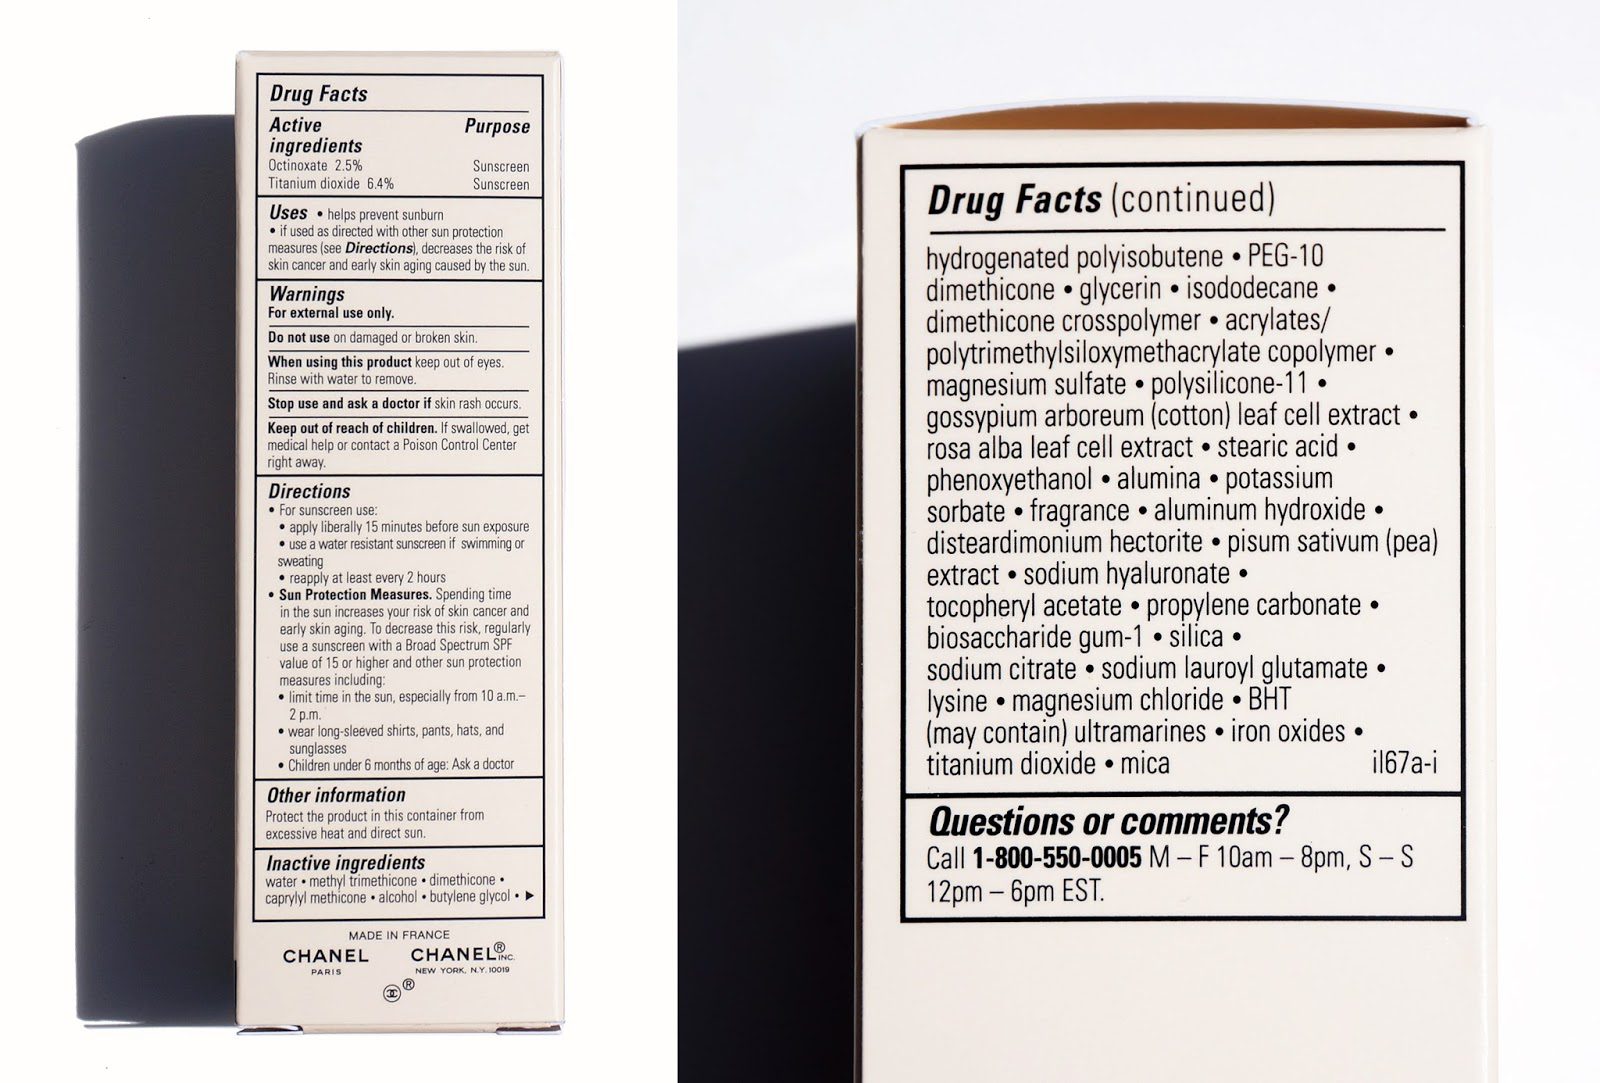 Drug Facts
Active Purpose
ingredients
Octinoxate 2.5% Sunscreen
Titanium dioxide 6.4% Sunscreen
Uses • helps prevent sunburn
• if used as directed with other sun protection
measures (see Directions), decreases the risk of
skin cancer and early skin aging caused by the sun.
Warnings
For external use only.
Do not use on damaged or broken skin.
When using this product keep out of eyes.
Rinse with water to remove.
Stop use and ask a doctor if skin rash occurs.
Keep out of reach of children. If swallowed, get
medical help or contact a Poison Control Center
right away.
Directions
• For sunscreen use:
• apply liberally 15 minutes before sun exposure
• use a water resistant sunscreen if swimming or
sweating
• reapply at least every 2 hours
• Sun Protection Measures. Spending time
in the sun increases your risk of skin cancer and
early skin aging. To decrease this risk, regularly
use a sunscreen with a Broad Spectrum SPF
value of 15 or higher and other sun protection
measures including:
• limit time in the sun, especially from 10 a.m.–
2 p.m.
• wear long-sleeved shirts, pants, hats, and
sunglasses
• Children under 6 months of age: Ask a doctor
Other information
Protect the product in this container from
excessive heat and direct sun.
Inactive ingredients
water • methyl trimethicone • dimethicone •
caprylyl methicone • alcohol • butylene glycol • ►
MADE IN FRANCE
CHANEL CHANEL® INC.
PARIS NEW YORK, N.Y. 10019
®
Drug Facts (continued)
hydrogenated polyisobutene • PEG-10
dimethicone • glycerin • isododecane •
dimethicone crosspolymer • acrylates/
polytrimethylsiloxymethacrylate copolymer •
magnesium sulfate • polysilicone-11 •
gossypium arboreum (cotton) leaf cell extract •
rosa alba leaf cell extract • stearic acid •
phenoxyethanol • alumina • potassium
sorbate • fragrance • aluminum hydroxide •
disteardimonium hectorite • pisum sativum (pea)
extract • sodium hyaluronate •
tocopheryl acetate • propylene carbonate •
biosaccharide gum-1 • silica •
sodium citrate • sodium lauroyl glutamate •
lysine • magnesium chloride • BHT
(may contain) ultramarines • iron oxides •
titanium dioxide • mica il67a-i
Questions or comments?
Call 1-800-550-0005 M – F 10am – 8pm, S – S
12pm – 6pm EST.